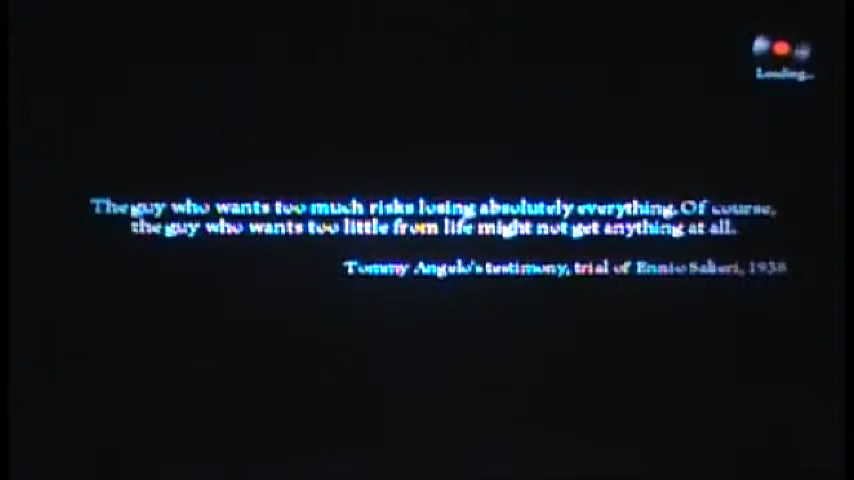 Loading...
The guy who wants too much risks losing absolutely everything. Of course,
the guy who wants too little from life might not get anything at all.
Tommy Angelo's testimony, trial of Ennio Salieri, 1938